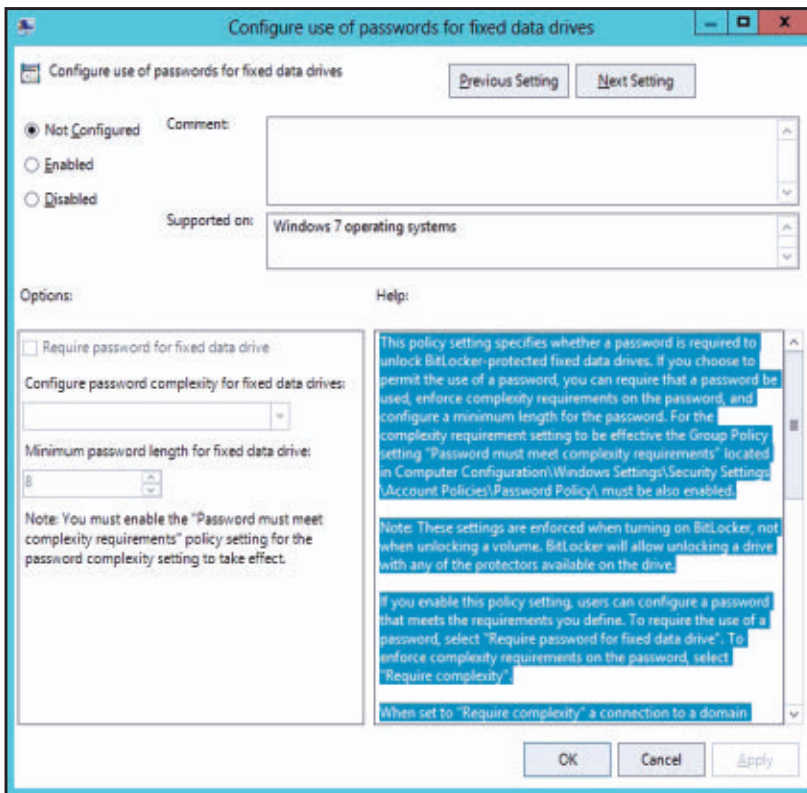 Configure use of passwords for fixed data drives
Configure use of passwords for fixed data drives
Previous Setting
Next Setting
Not Configured
Comment:
Enabled
Disabled
Supported on:
Windows 7 operating systems
Options:
Help:
Require password for fixed data drive
Configure password complexity for fixed data drives:
Minimum password length for fixed data drive:
8
Note: You must enable the "Password must meet
complexity requirements" policy setting for the
password complexity setting to take effect.
This policy setting specifies whether a password is required to
unlock BitLocker-protected fixed data drives. If you choose to
permit the use of a password, you can require that a password be
used, enforce complexity requirements on the password, and
configure a minimum length for the password. For the
complexity requirement setting to be effective the Group Policy
setting "Password must meet complexity requirements" located
in Computer Configuration\Windows Settings\Security Settings
\Account Policies\Password Policy\ must be also enabled.
Note: These settings are enforced when turning on BitLocker, not
when unlocking a volume. BitLocker will allow unlocking a drive
with any of the protectors available on the drive.
If you enable this policy setting, users can configure a password
that meets the requirements you define. To require the use of a
password, select "Require password for fixed data drive". To
enforce complexity requirements on the password, select
"Require complexity".
When set to "Require complexity" a connection to a domain
OK
Cancel
Apply